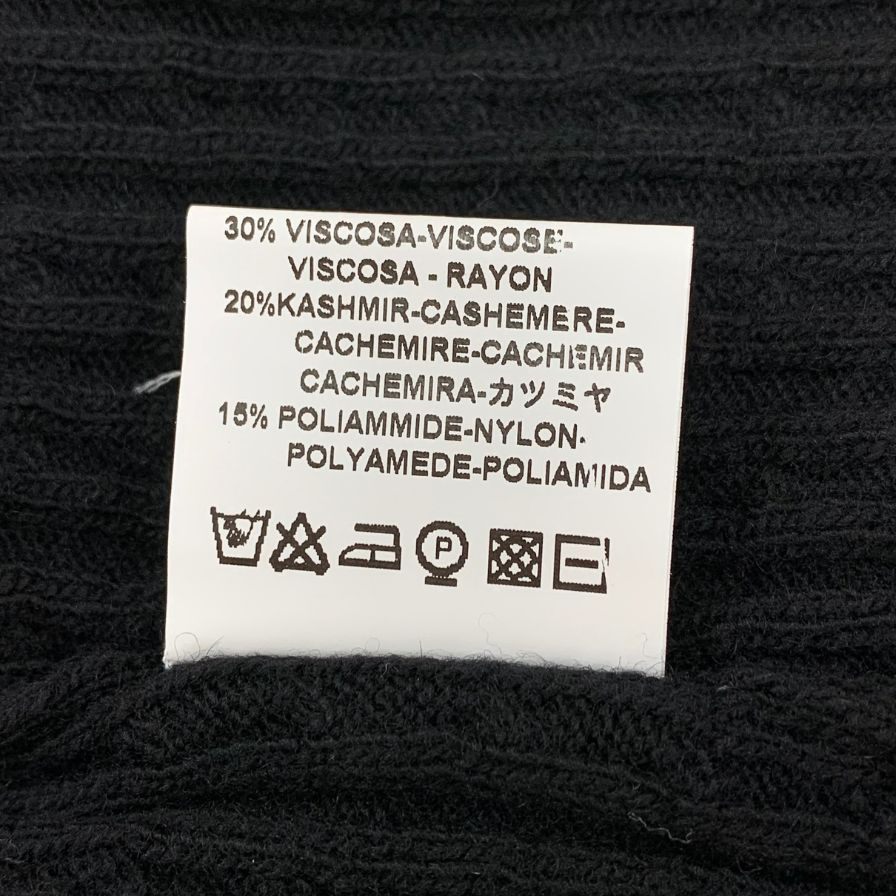 30% VISCOSA-VISCOSE-
VISCOSA - RAYON
20%KASHMIR-CASHEMERE-
CACHEMIRE-CACHEMIR
CACHEMIRA-カツミヤ
15% POLIAMMIDE-NYLON-
POLYAMEDE-POLIAMIDA
P